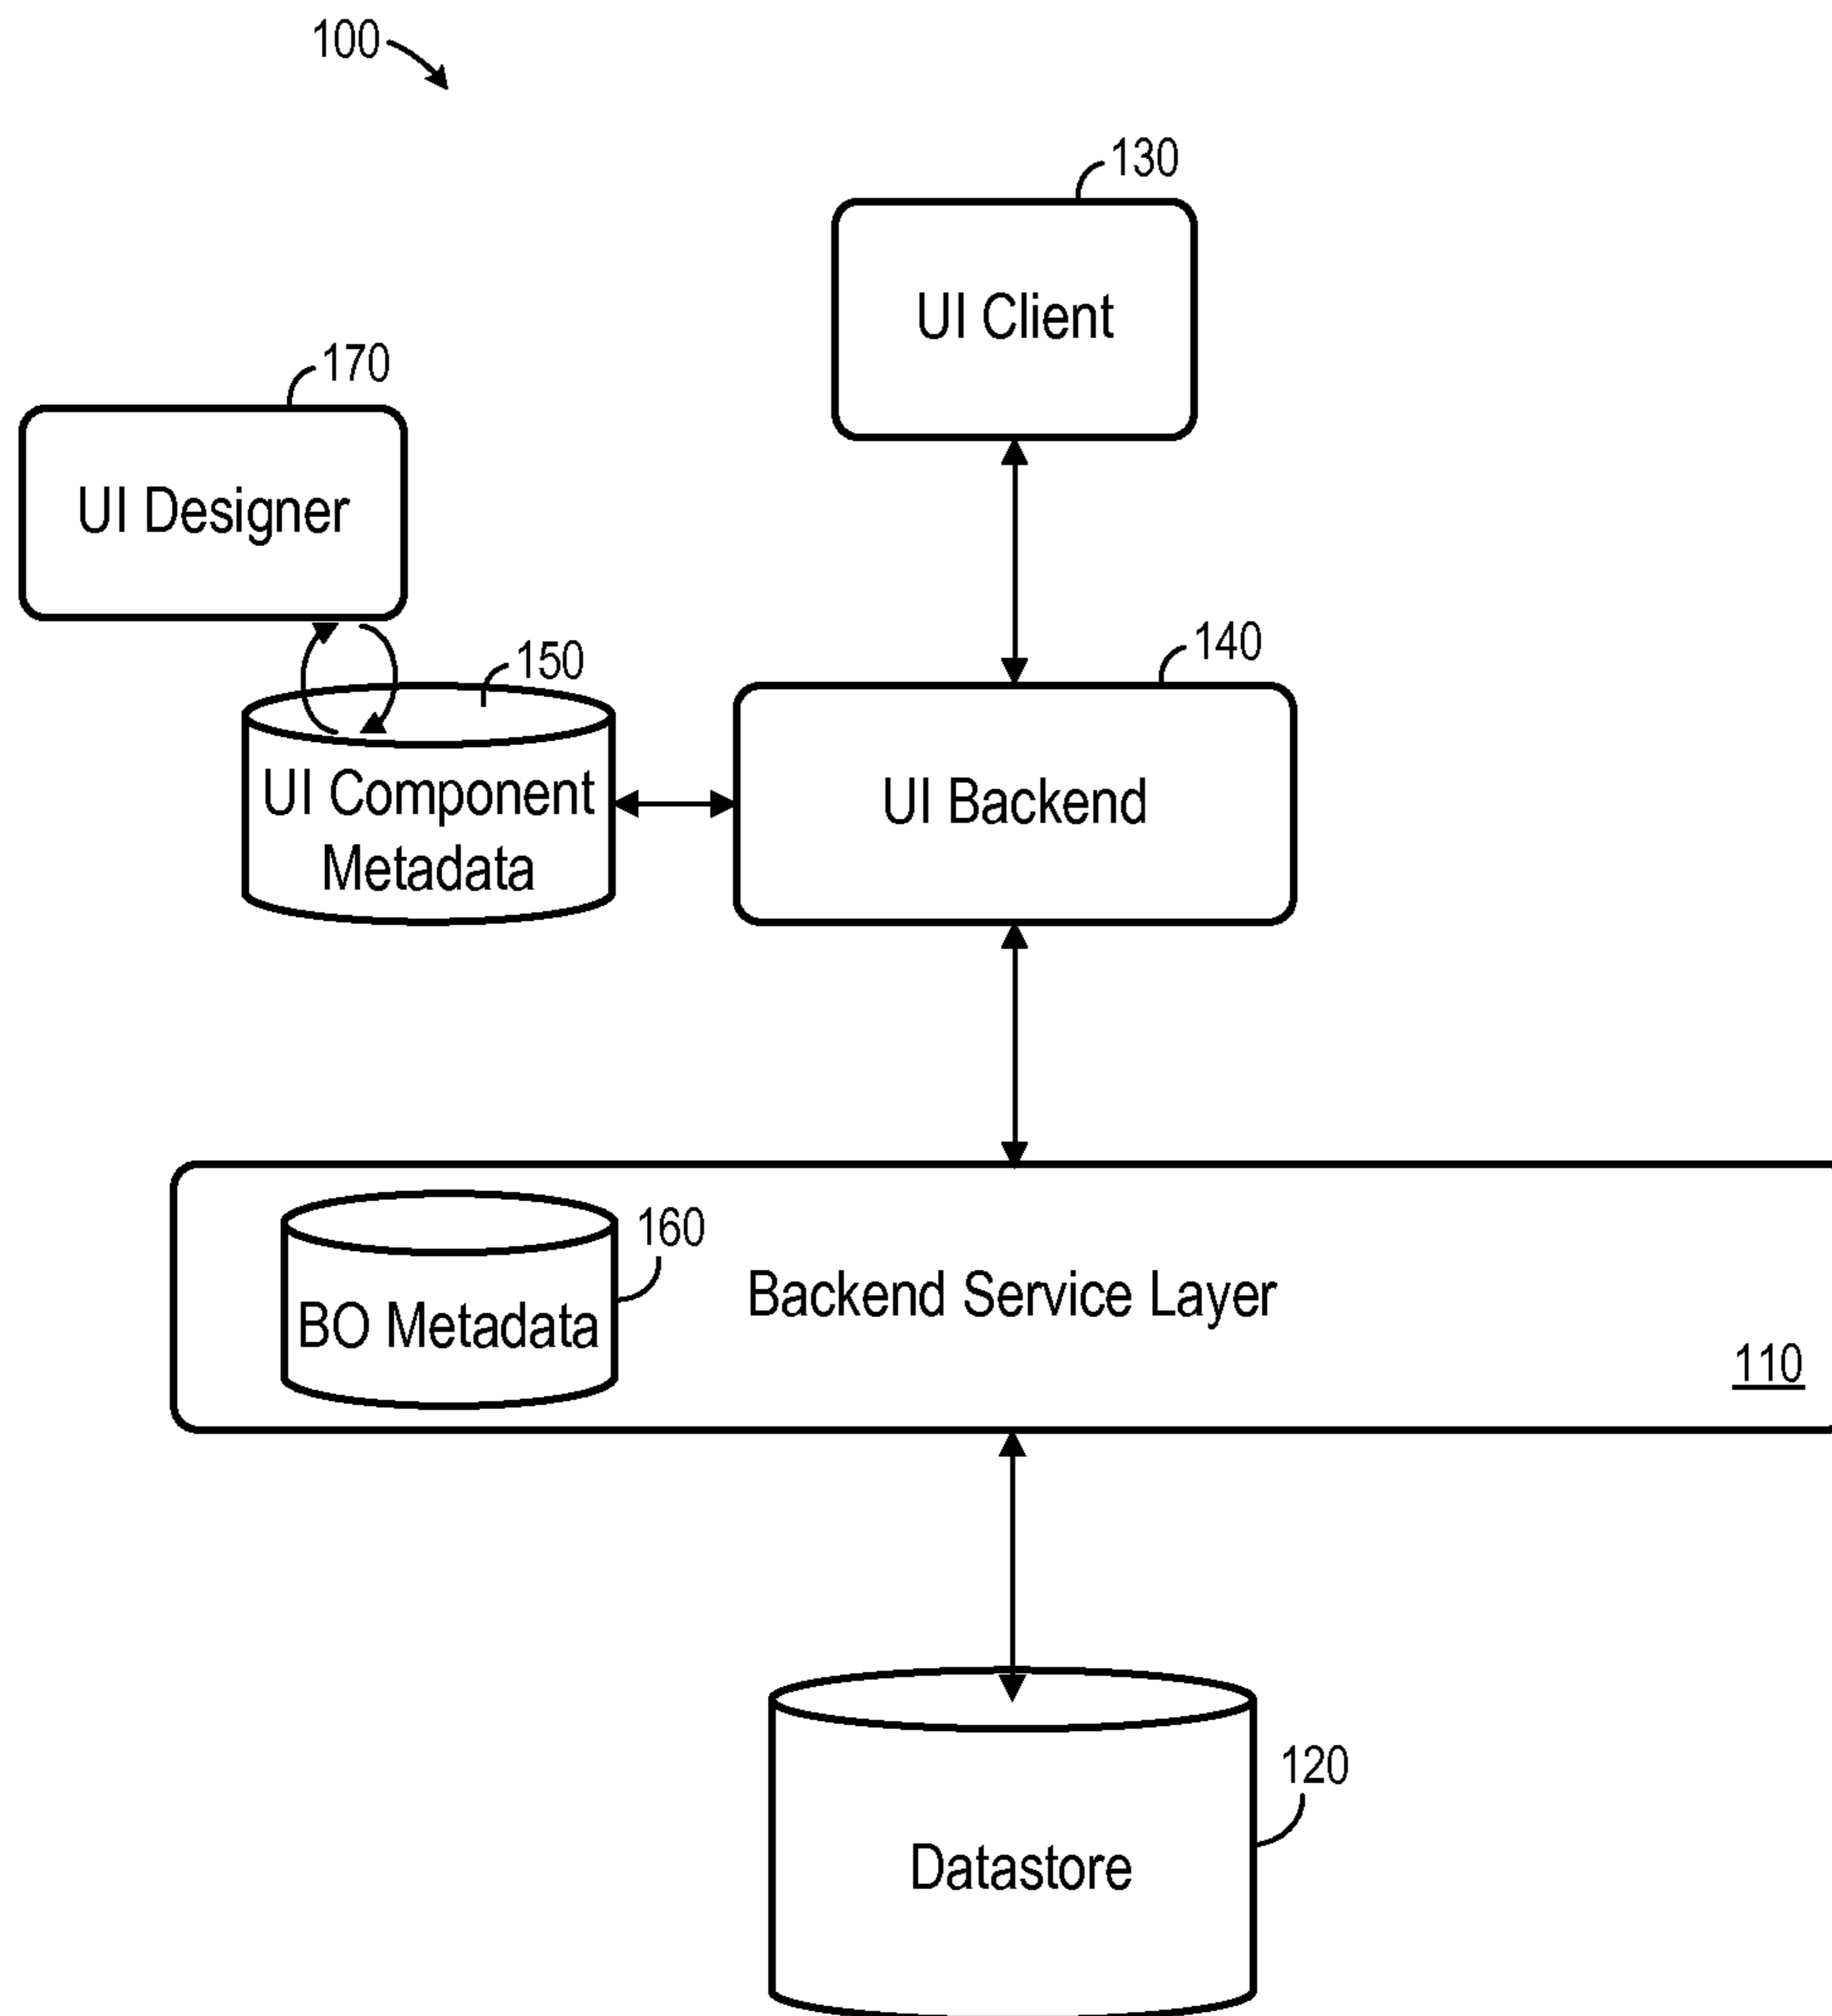 100
130
UI Client
170
UI Designer
150
140
UI Component
Metadata
UI Backend
160
BO Metadata
Backend Service Layer
110
120
Datastore